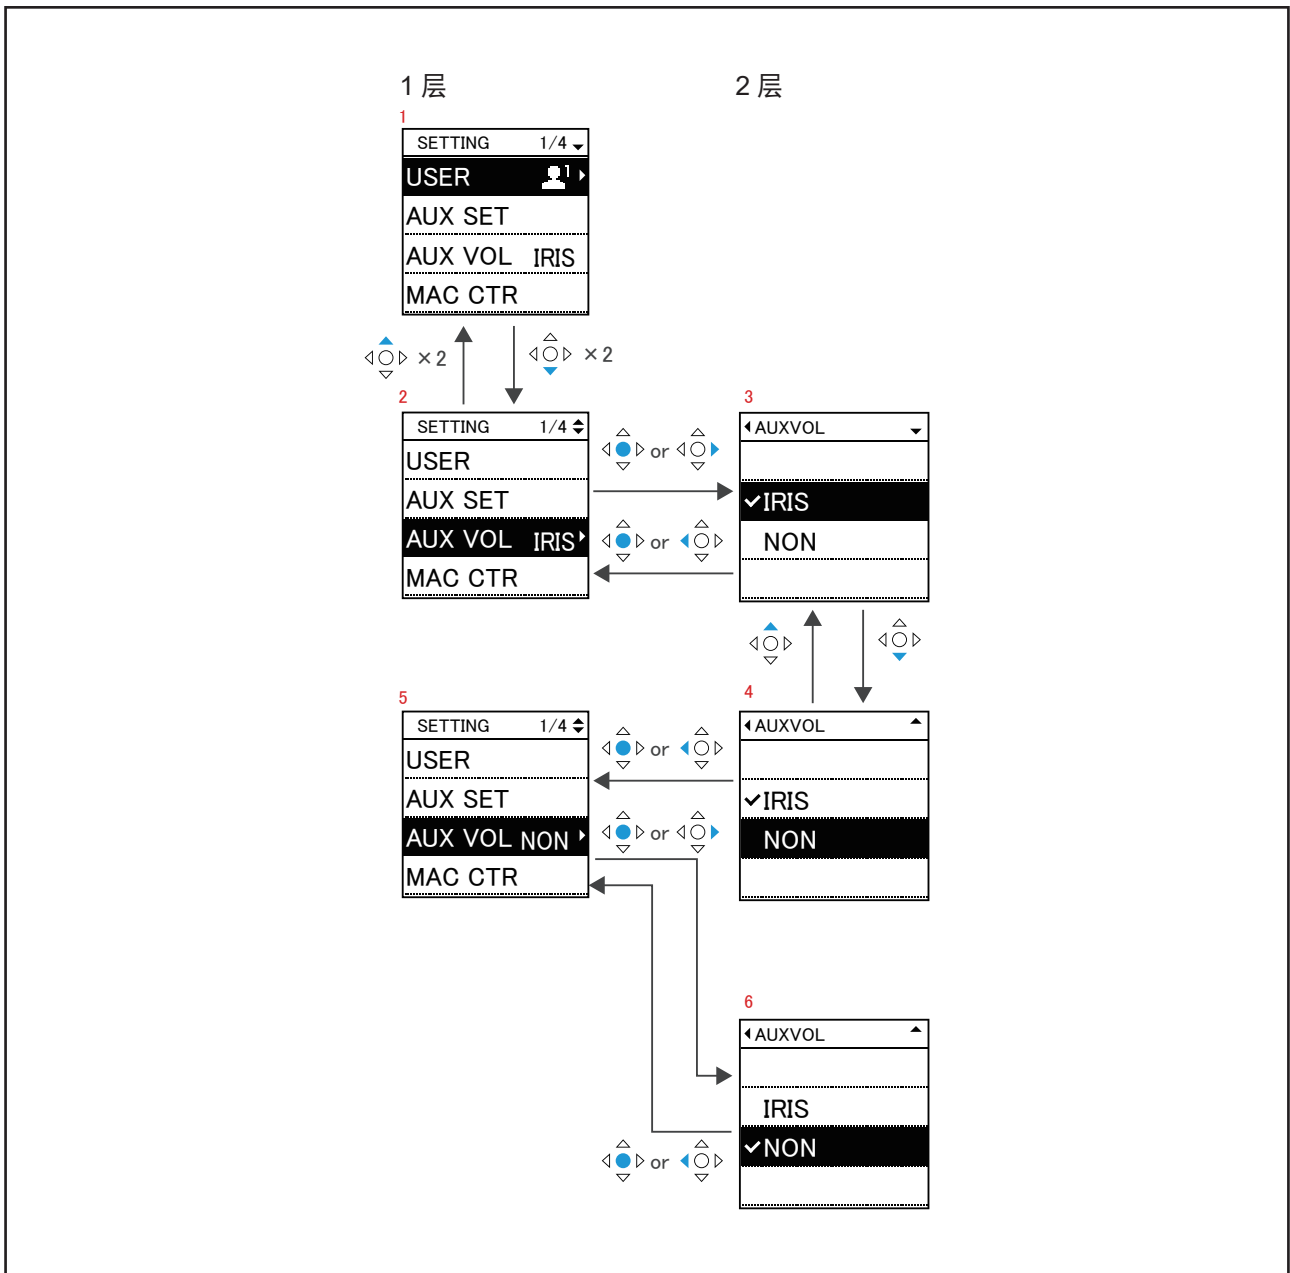 1 层
2 层
1
SETTING 1/4
USER 1
AUX SET
AUX VOL IRIS
MAC CTR
×2
×2
2
SETTING 1/4
USER
AUX SET
AUX VOL IRIS
MAC CTR
or
or
3
AUXVOL
IRIS
NON
4
AUXVOL
IRIS
NON
5
SETTING 1/4
USER
AUX SET
AUX VOL NON
MAC CTR
or
or
6
AUXVOL
IRIS
NON
or